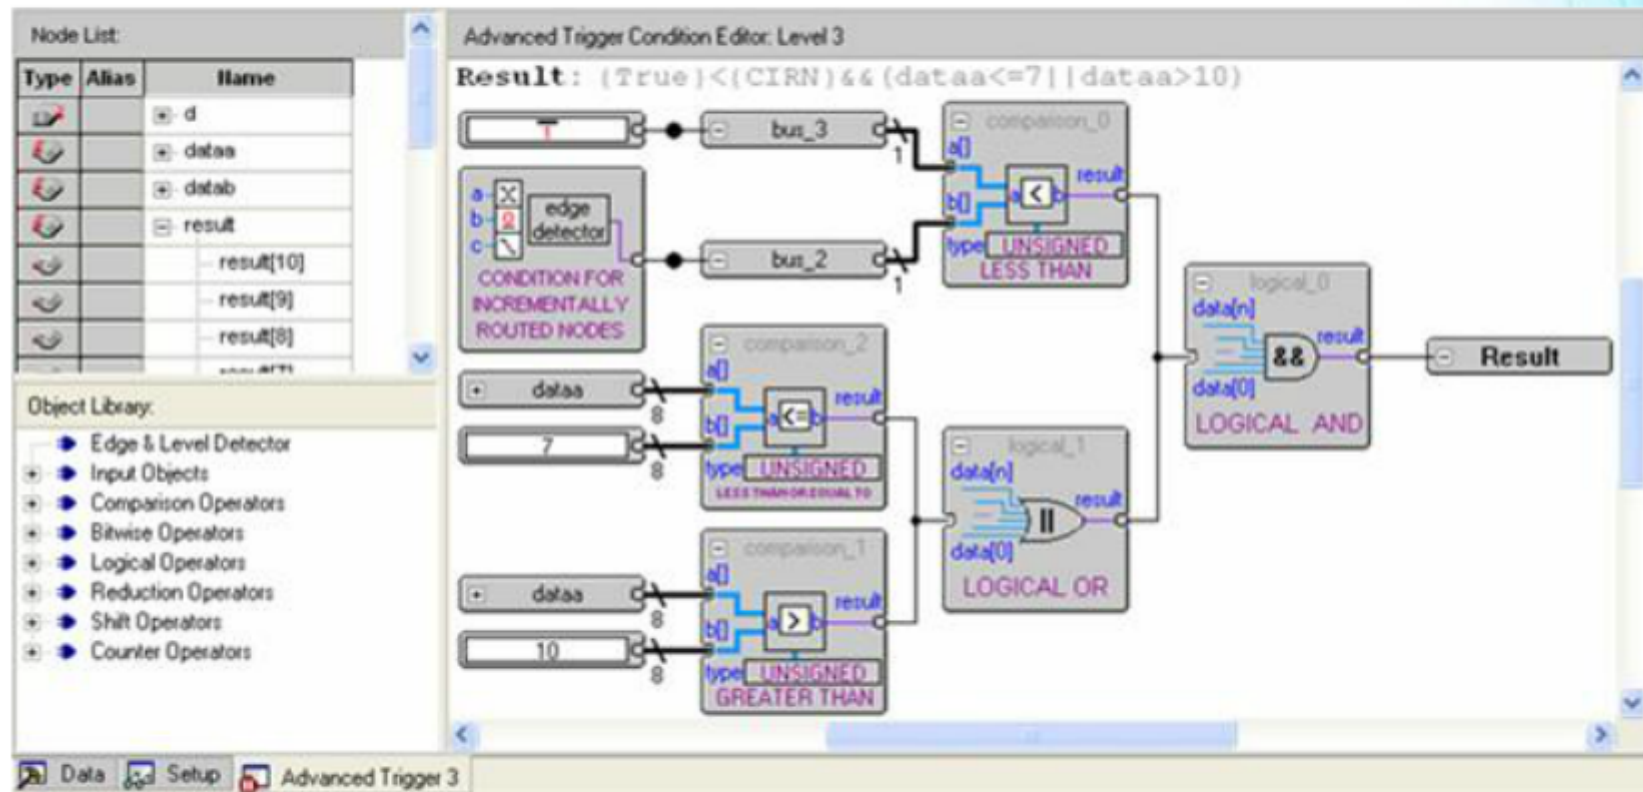 Node List:
Type Alias Name
d
dataa
datab
result
result[10]
result[9]
result[8]
result[7]
Object Library:
Edge & Level Detector
Input Objects
Comparison Operators
Bitwise Operators
Logical Operators
Reduction Operators
Shift Operators
Counter Operators
Advanced Trigger Condition Editor: Level 3
Result: (True)<(CIRN)&&(dataa<=7||dataa>10)
T
bus_3
1
comparison_0
a[]
b[]
a < b
result
type UNSIGNED
LESS THAN
a
b
c
edge
detector
CONDITION FOR
INCREMENTALLY
ROUTED NODES
bus_2
1
dataa
8
7
8
comparison_2
a[]
b[]
a <= b
result
type UNSIGNED
LESS THAN OR EQUAL TO
dataa
8
10
8
comparison_1
a[]
b[]
a > b
result
type UNSIGNED
GREATER THAN
logical_1
data[n]
data[0]
||
result
LOGICAL OR
logical_0
data[n]
data[0]
&&
result
LOGICAL AND
Result
Data Setup Advanced Trigger 3